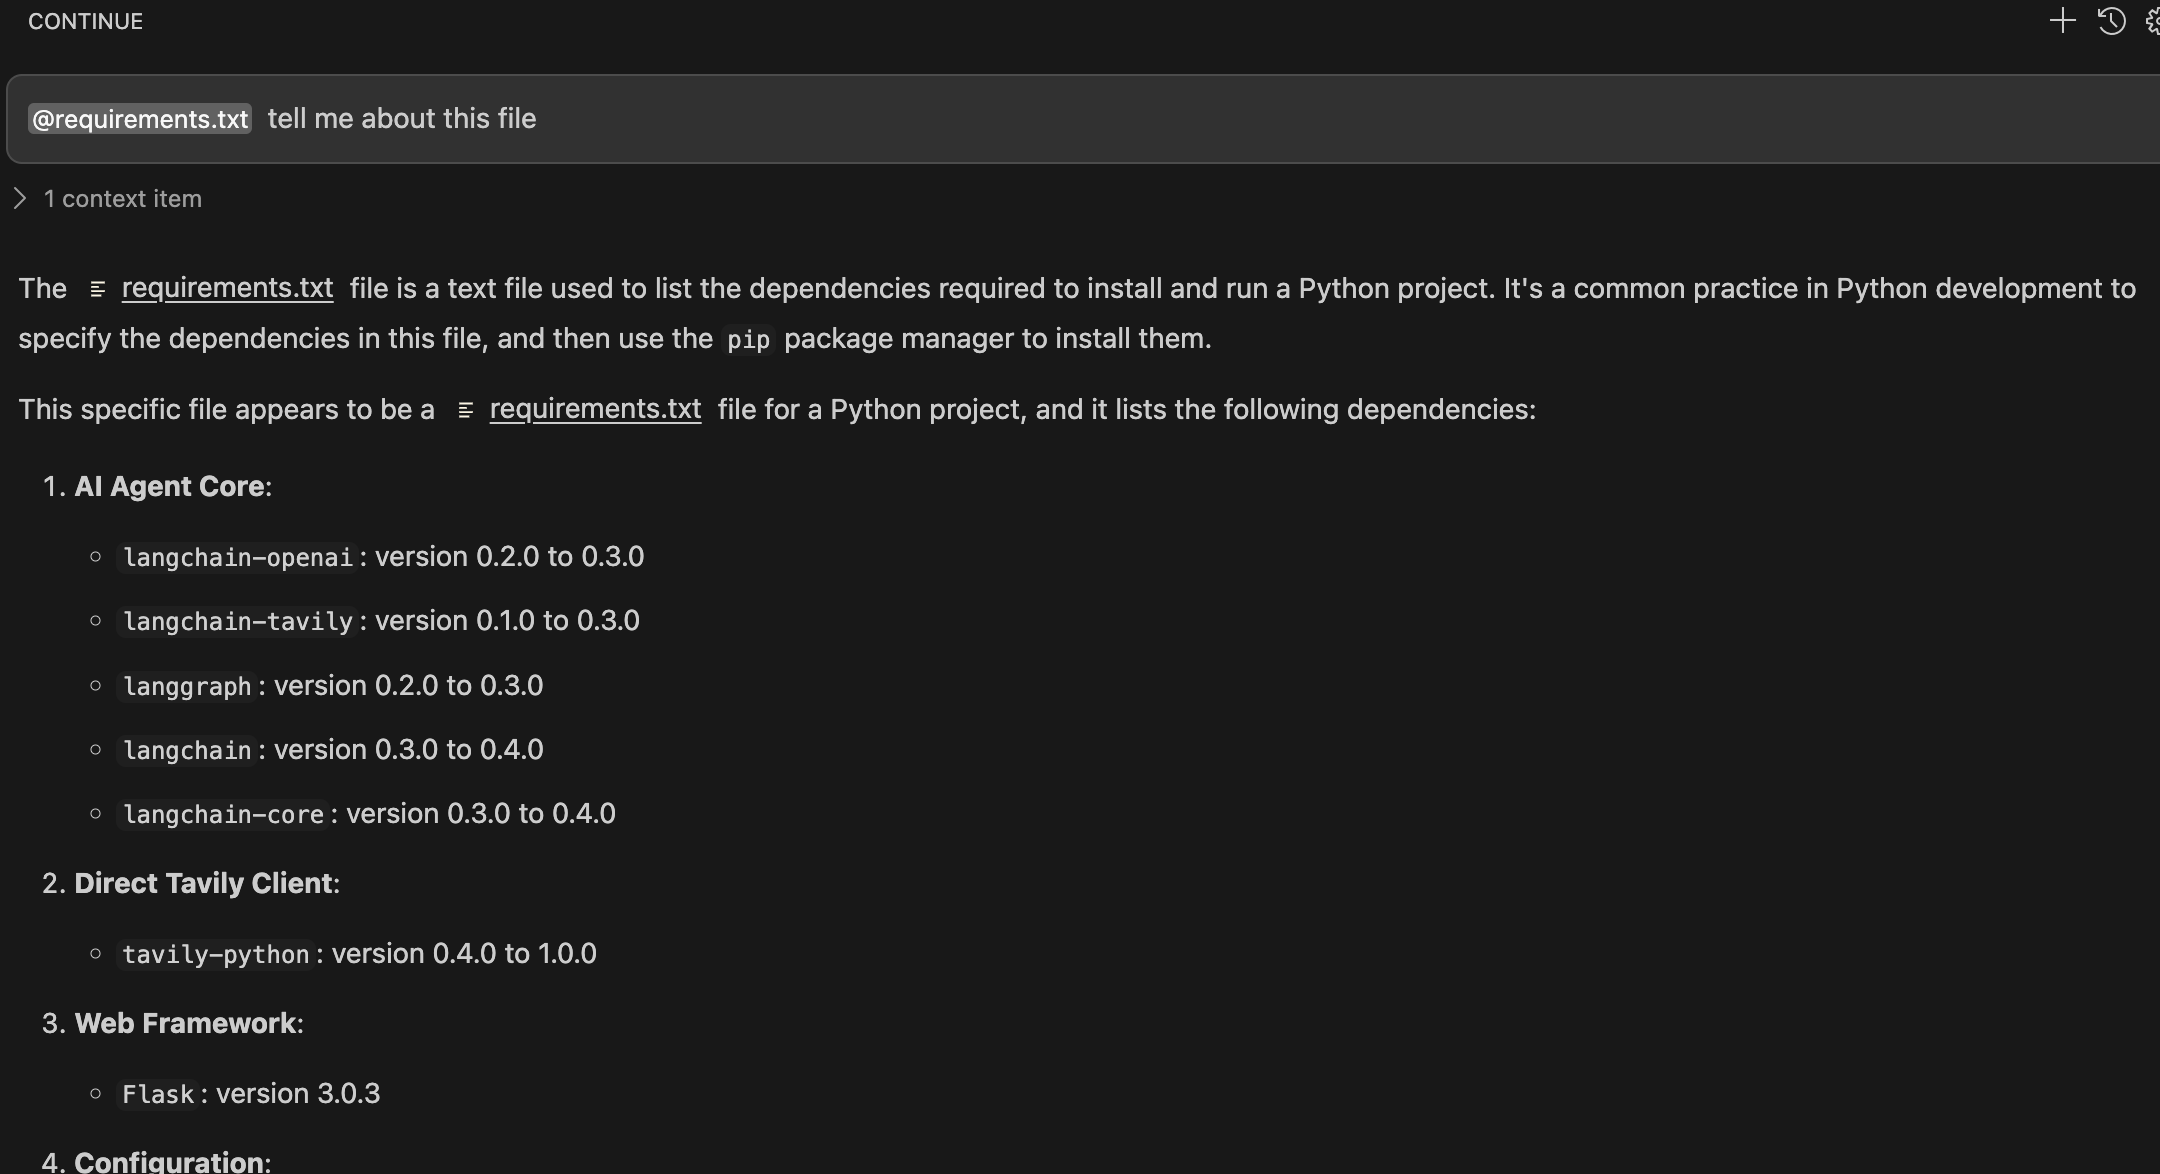 CONTINUE
@requirements.txt tell me about this file
1 context item
The requirements.txt file is a text file used to list the dependencies required to install and run a Python project. It's a common practice in Python development to
specify the dependencies in this file, and then use the pip package manager to install them.
This specific file appears to be a requirements.txt file for a Python project, and it lists the following dependencies:
1. AI Agent Core:
langchain-openai: version 0.2.0 to 0.3.0
langchain-tavily: version 0.1.0 to 0.3.0
langgraph: version 0.2.0 to 0.3.0
langchain: version 0.3.0 to 0.4.0
langchain-core: version 0.3.0 to 0.4.0
2. Direct Tavily Client:
tavily-python: version 0.4.0 to 1.0.0
3. Web Framework:
Flask: version 3.0.3
4. Configuration: